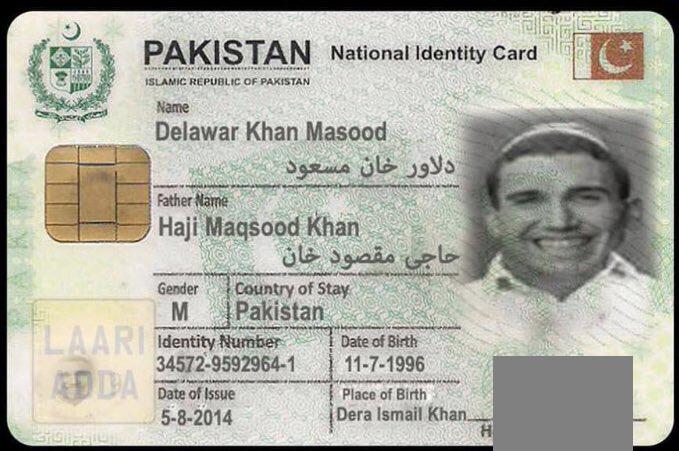 PAKISTAN National Identity Card
ISLAMIC REPUBLIC OF PAKISTAN
Name
Delawar Khan Masood
دلاور خان مسعود
Father Name
Haji Maqsood Khan
حاجي مقصود خان
Gender Country of Stay
M Pakistan
Identity Number Date of Birth
34572-9592964-1 11-7-1996
LAARI
ADDA
Date of Issue Place of Birth
5-8-2014 Dera Ismail Khan